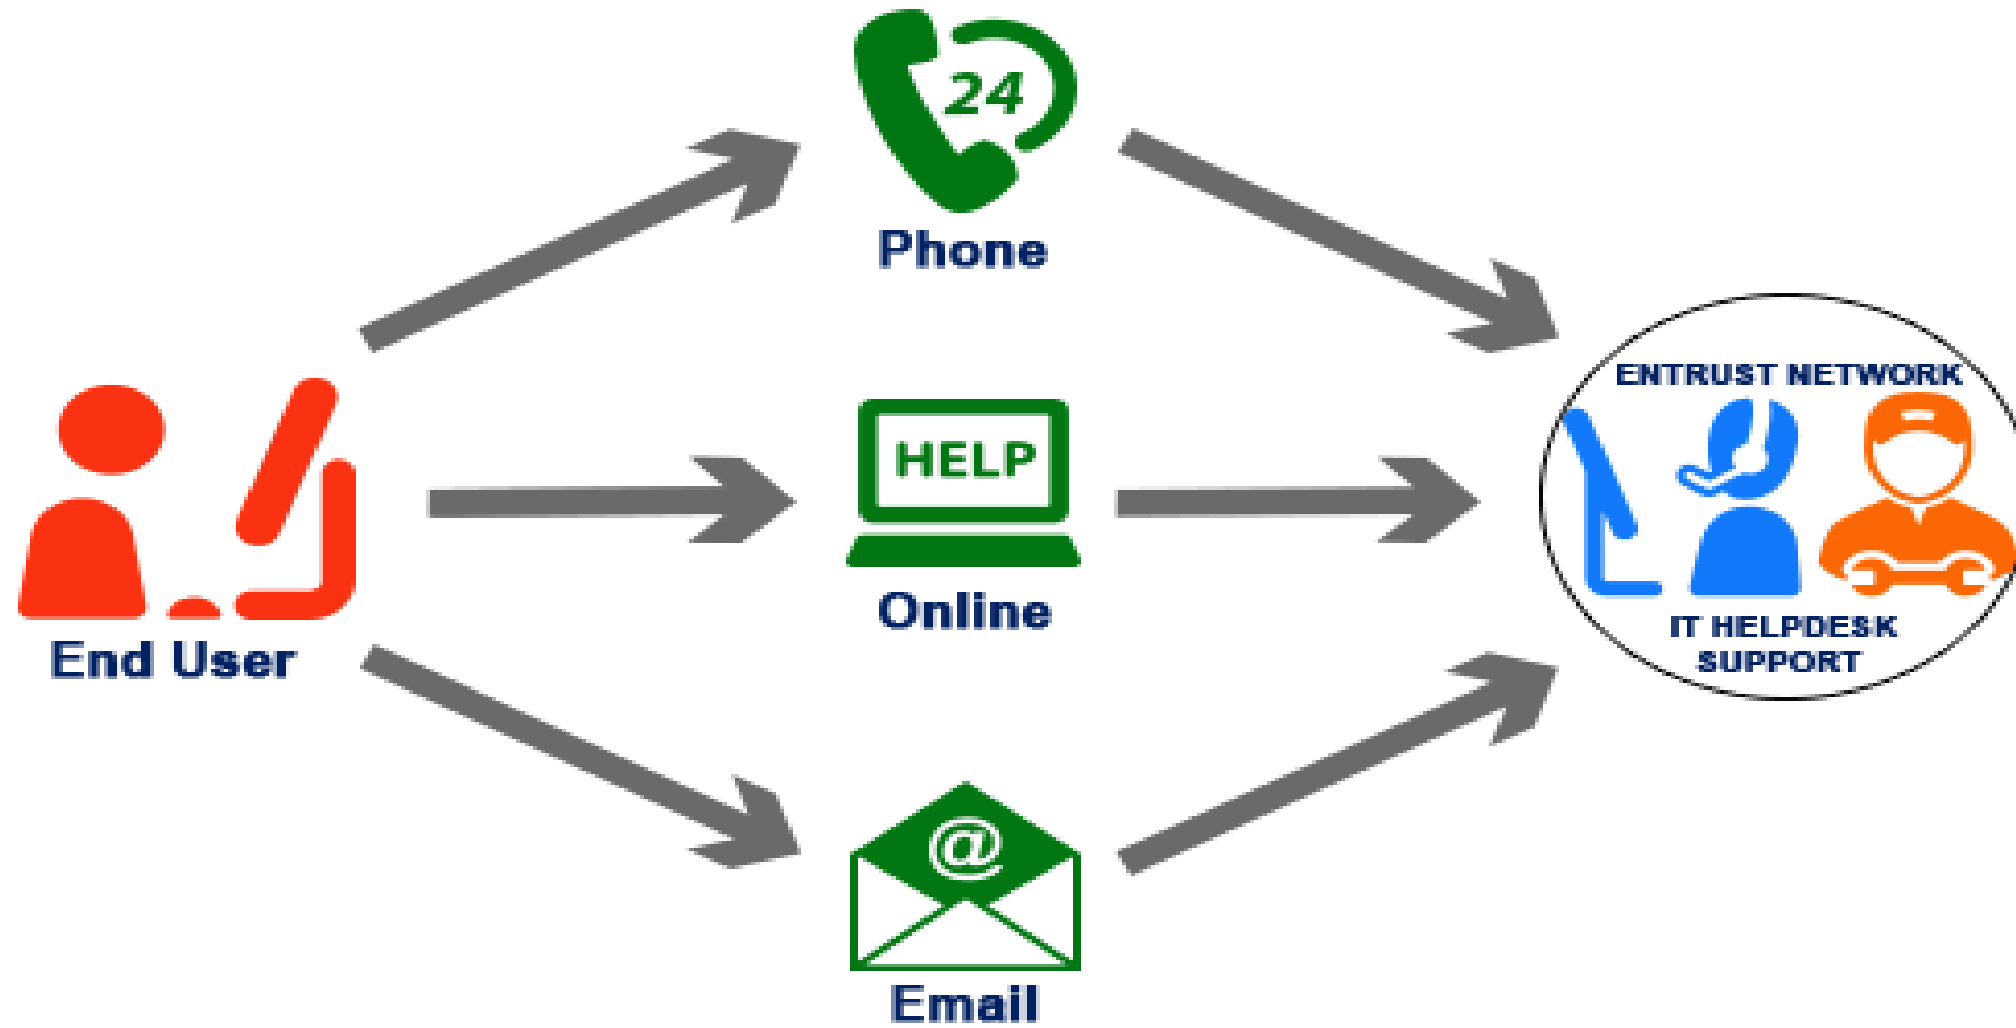 24
Phone
ENTRUST NETWORK
HELP
Online
End User
IT HELPDESK
SUPPORT
@
Email